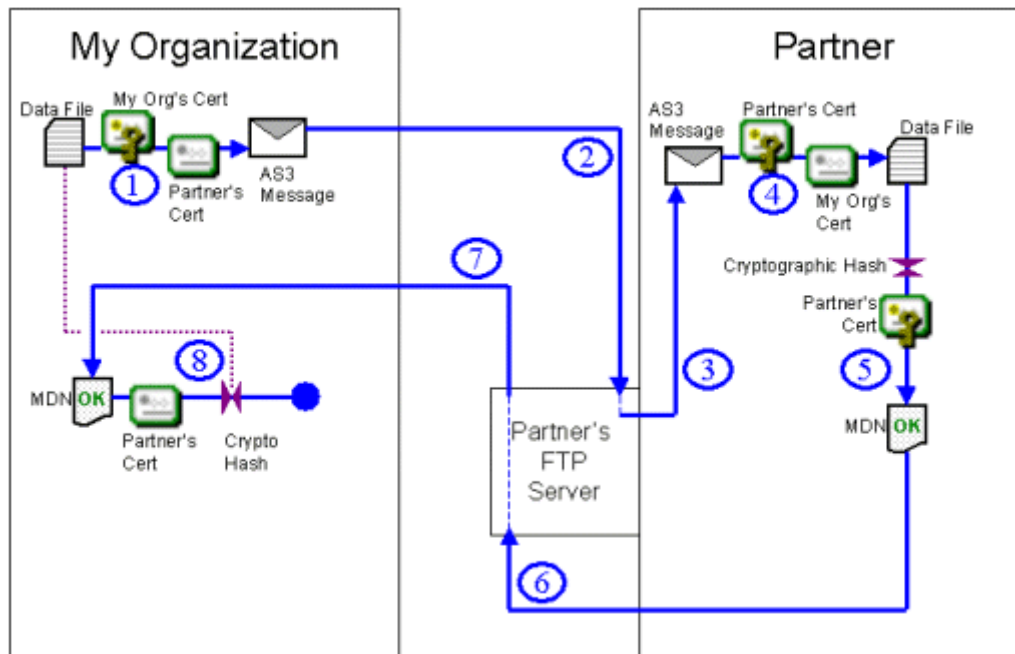 My Organization
Data File
My Org's Cert
1
Partner's
Cert
AS3
Message
2
7
MDN
OK
8
Partner's
Cert
Crypto
Hash
Partner's
FTP
Server
6
3
Partner
AS3
Message
Partner's Cert
4
My Org's
Cert
Data File
Cryptographic Hash
Partner's
Cert
5
MDN
OK